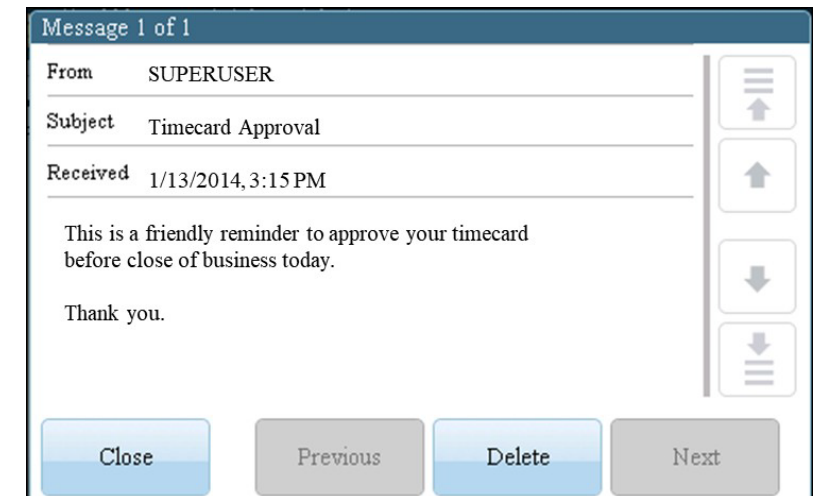 Message 1 of 1
From SUPERUSER
Subject Timecard Approval
Received 1/13/2014, 3:15 PM
This is a friendly reminder to approve your timecard
before close of business today.
Thank you.
Close Previous Delete Next